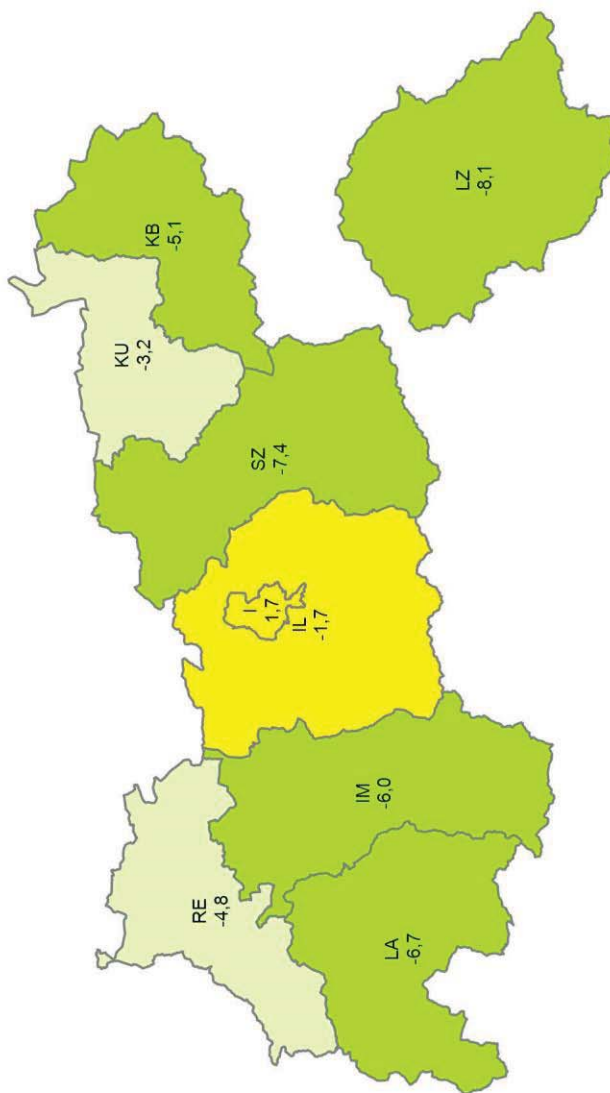 RE
-4,8
LA
-6,7
IM
-6,0
I
1,7
IL
-1,7
SZ
-7,4
KU
-3,2
KB
-5,1
LZ
-8,1